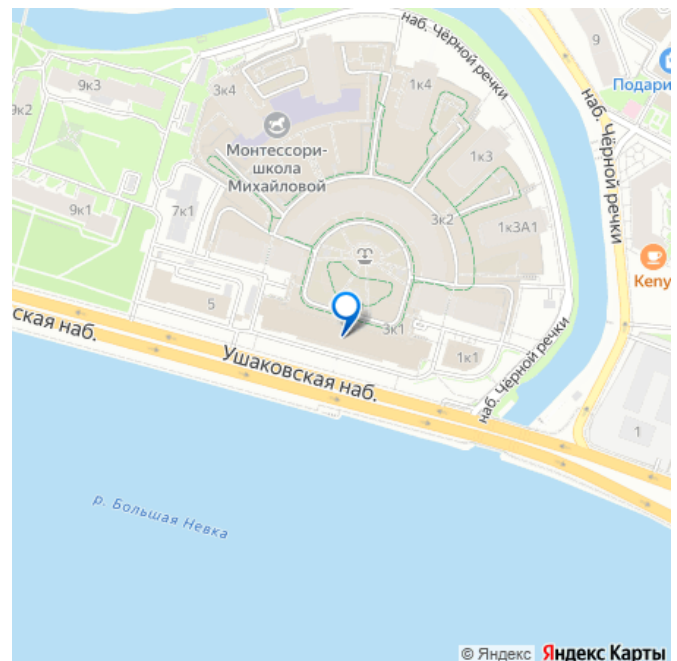 наб. Чёрной речки
9
Подари
9к3
3к4
1к4
9к2
Монтессори-
школа
Михайловой
1к3
наб. Чёрной речки
9к1
7к1
3к2
1к3А1
Keny
5
ская наб.
3к1
1к1
Ушаковская наб.
наб. Чёрной речки
1
р. Большая Невка
© Яндекс Яндекс Карты